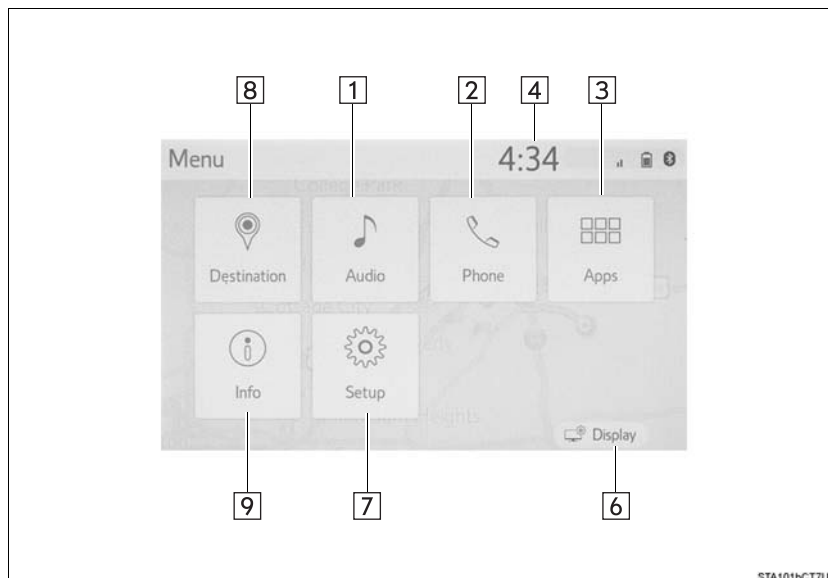 8 1 2 4 3
Menu 4:34
Destination Audio Phone Apps
Info Setup
Display
9 7 6